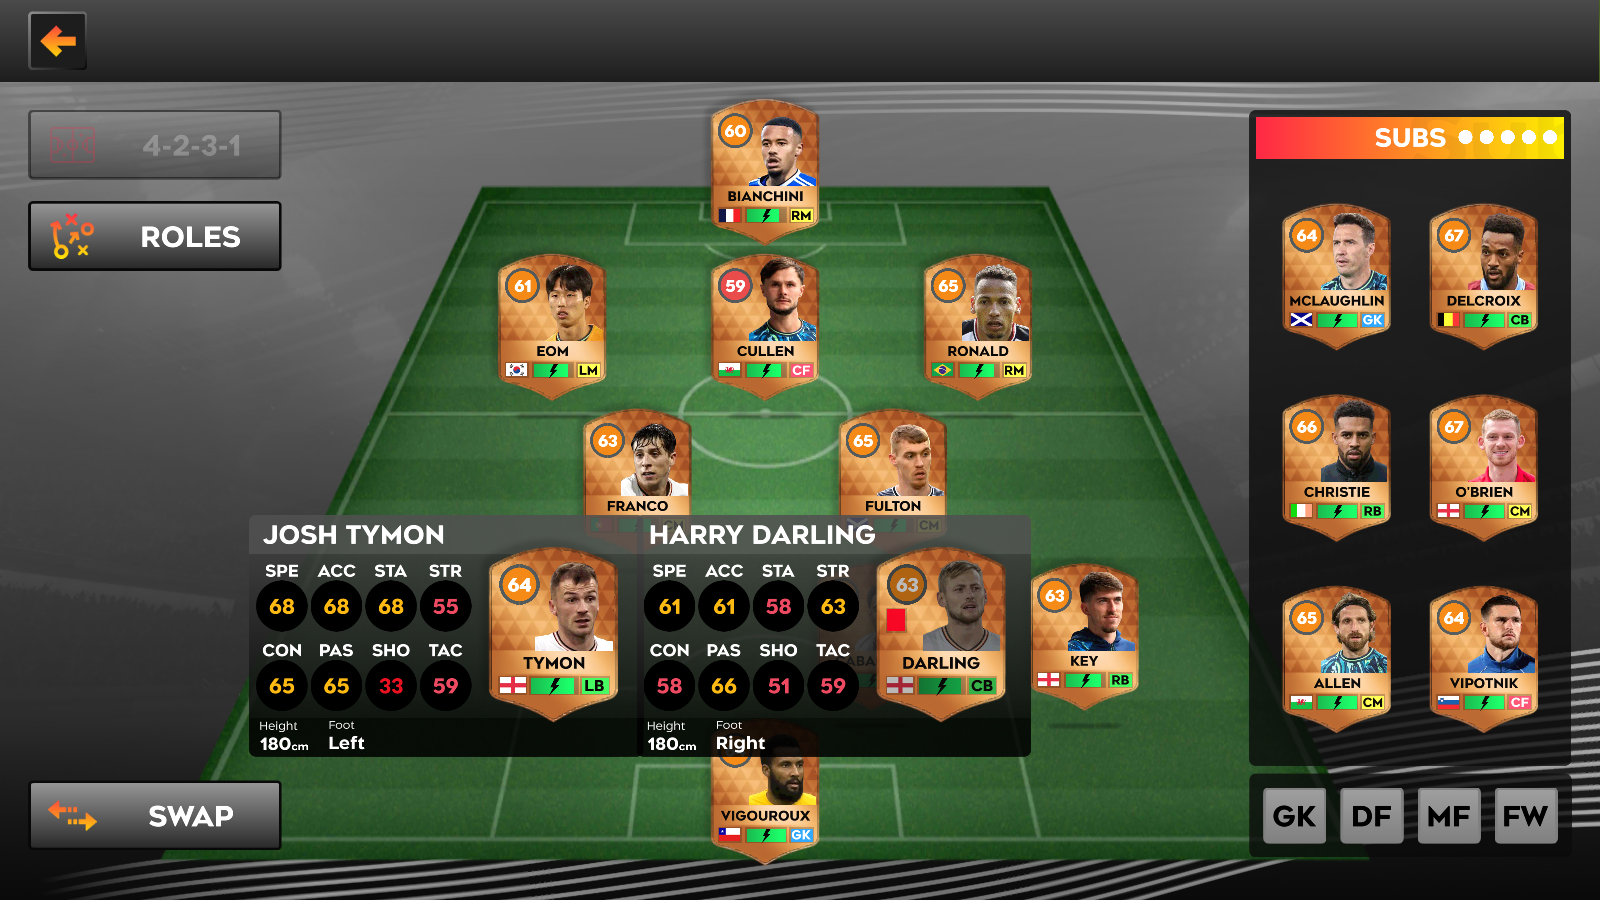 4-2-3-1
ROLES
60
BIANCHINI
RM
61
EOM
LM
59
CULLEN
CF
65
RONALD
RM
63
FRANCO
CM
65
FULTON
CM
JOSH TYMON
SPE ACC STA STR
68 68 68 55
CON PAS SHO TAC
65 65 33 59
Height Foot
180cm Left
64
TYMON
LB
HARRY DARLING
SPE ACC STA STR
61 61 58 63
CON PAS SHO TAC
58 66 51 59
Height Foot
180cm Right
63
DARLING
CB
63
KEY
RB
VIGOUROUX
GK
SWAP
SUBS
64
MCLAUGHLIN
GK
67
DELCROIX
CB
66
CHRISTIE
RB
67
O'BRIEN
CM
65
ALLEN
CM
64
VIPOTNIK
CF
GK DF MF FW